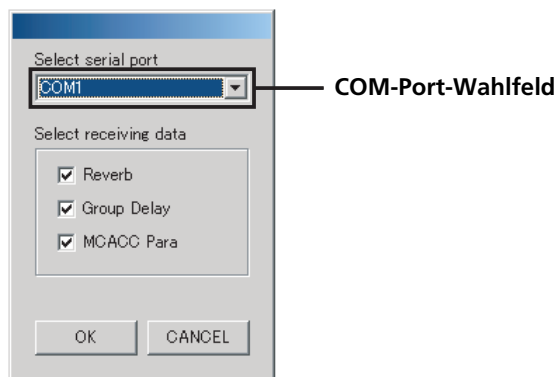 Select serial port
COM1
COM-Port-Wahlfeld
Select receiving data
Reverb
Group Delay
MCACC Para
OK
CANCEL